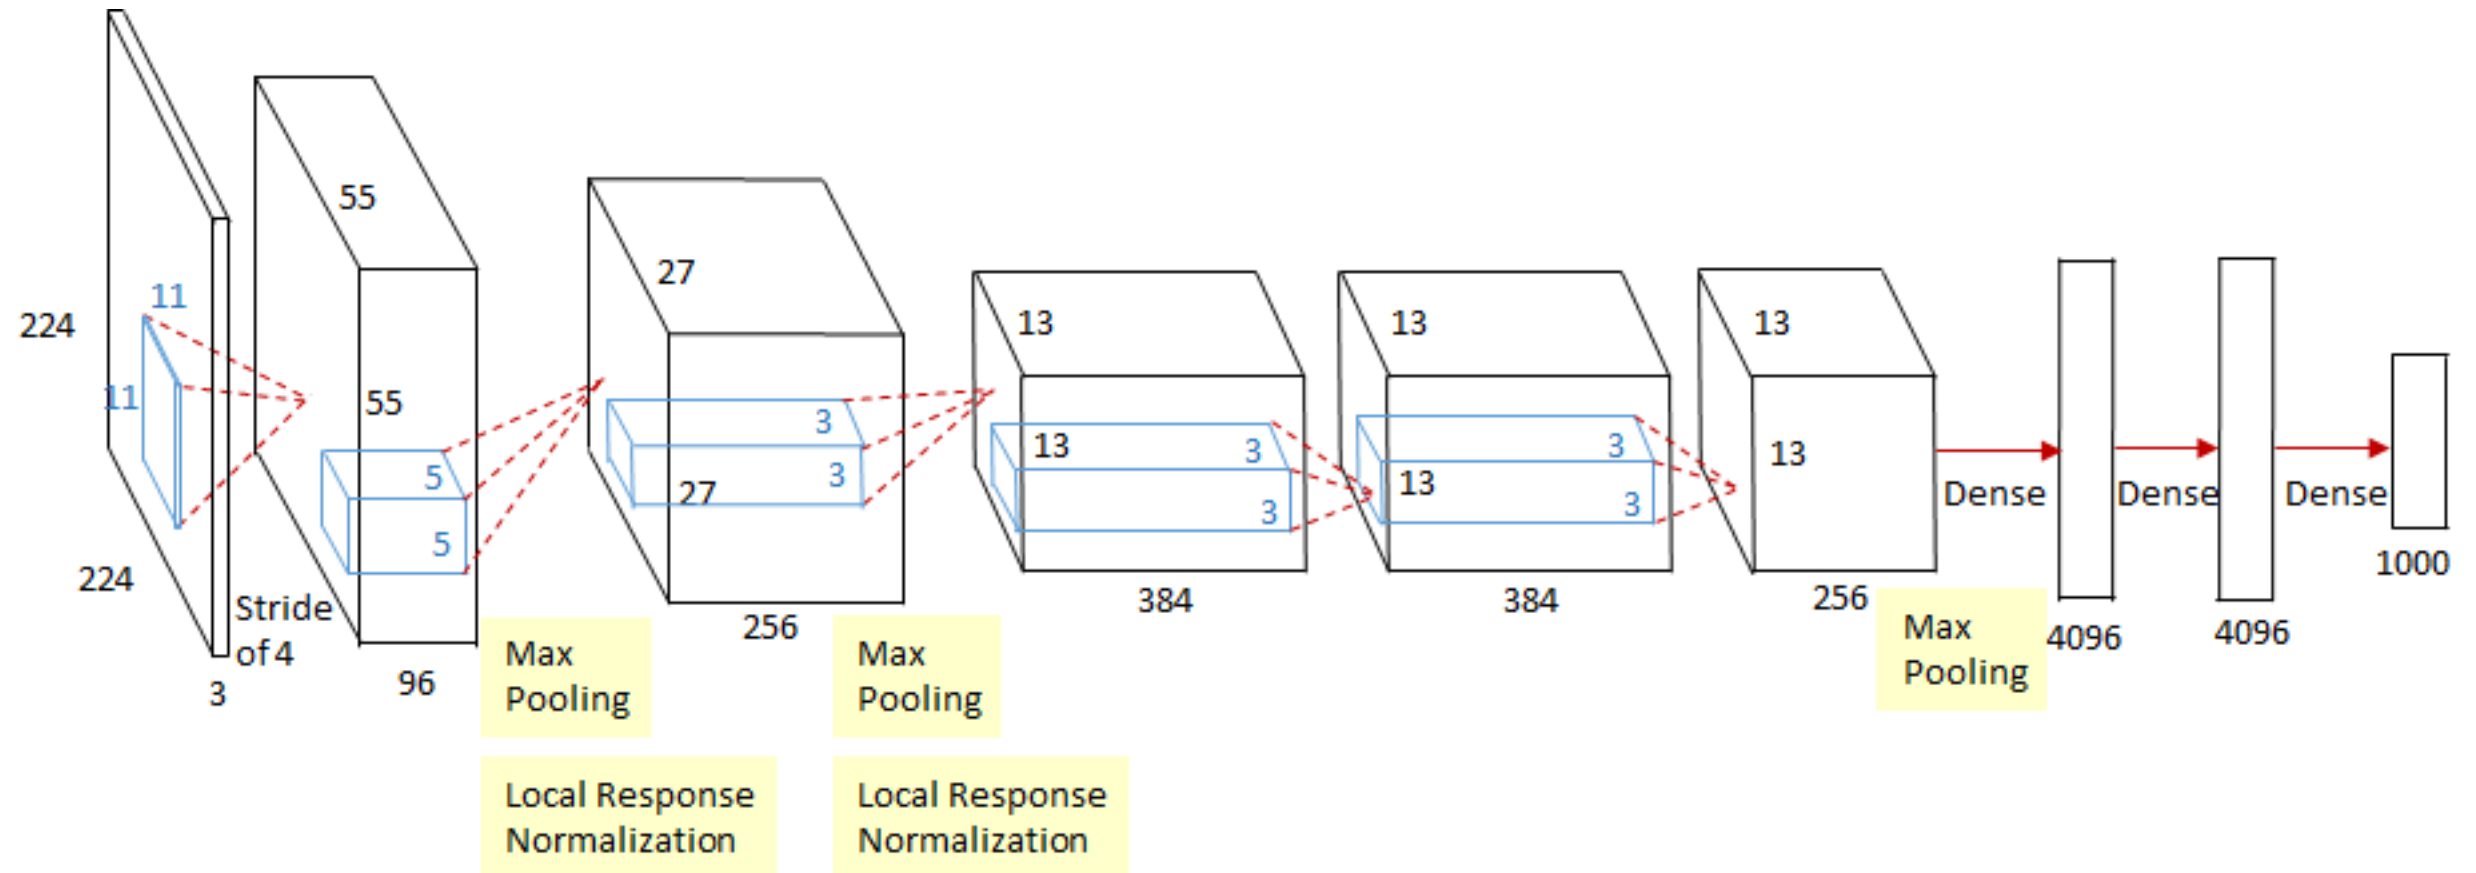 224
224
3
11
11
Stride
of 4
55
55
96
5
5
Max
Pooling
Local Response
Normalization
27
27
256
3
3
Max
Pooling
Local Response
Normalization
13
13
384
3
3
13
13
384
3
3
13
13
256
Max
Pooling
Dense
4096
Dense
4096
Dense
1000